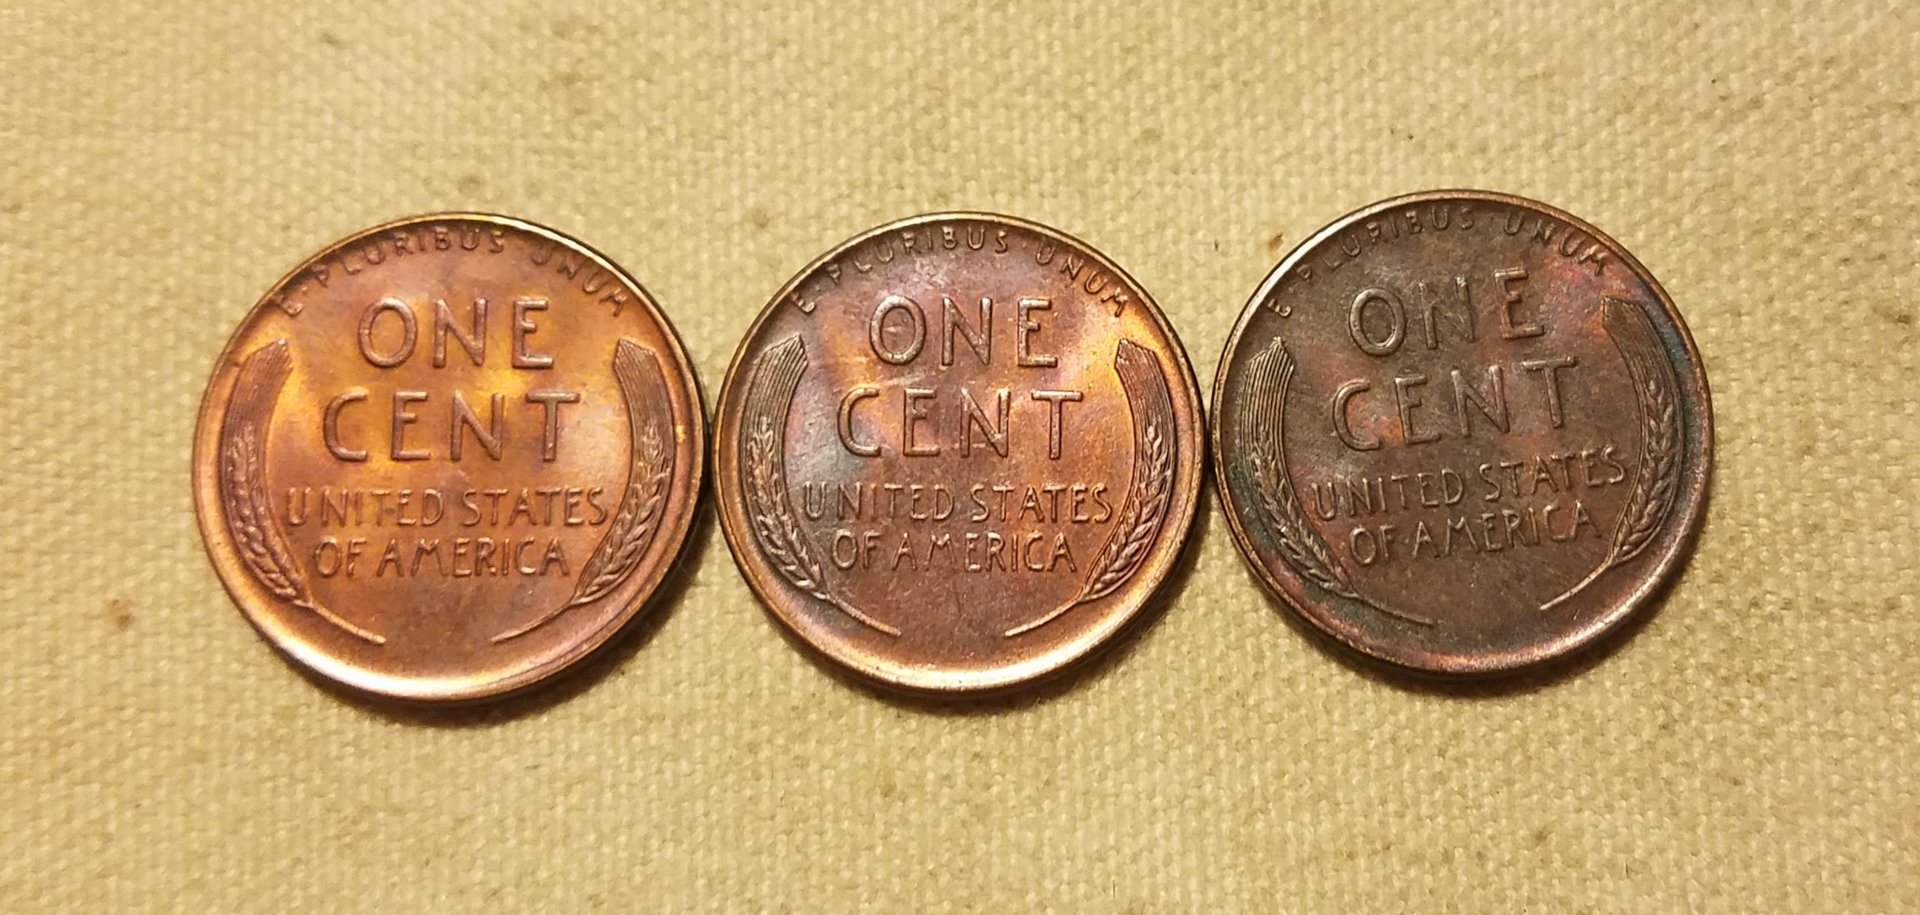 E · PLURIBUS · UNUM
ONE
CENT
UNITED STATES
OF AMERICA
E · PLURIBUS · UNUM
ONE
CENT
UNITED STATES
OF AMERICA
E · PLURIBUS · UNUM
ONE
CENT
UNITED STATES
OF AMERICA